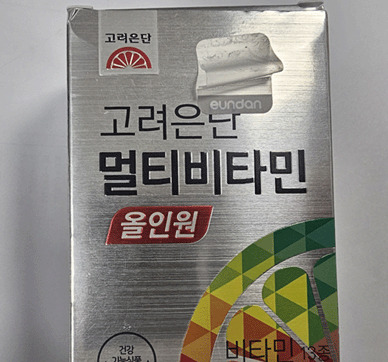 고려은단
eundan
고려은단
멀티비타민
올인원
비타민 13종
건강
기능식품